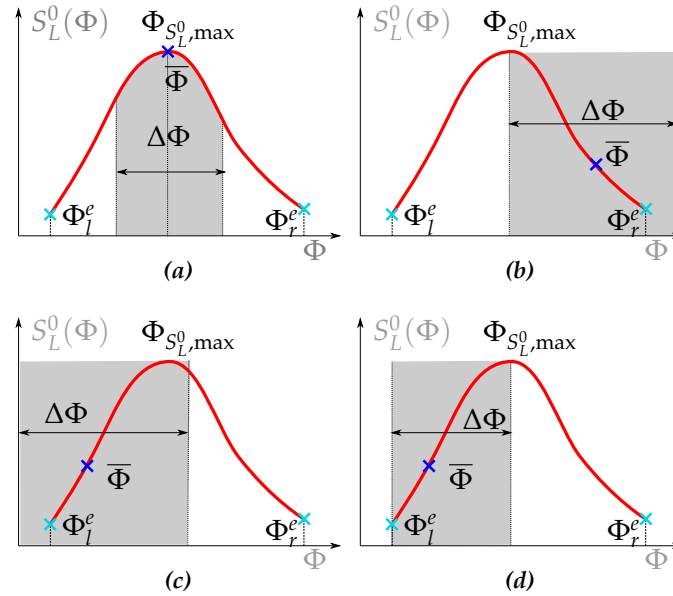 S_L^0(Φ) Φ_{S_L^0,max}
Φ̅
ΔΦ
Φ_l^e Φ_r^e
Φ
(a)
S_L^0(Φ) Φ_{S_L^0,max}
ΔΦ
Φ̅
Φ_l^e Φ_r^e
Φ
(b)
S_L^0(Φ) Φ_{S_L^0,max}
ΔΦ
Φ̅
Φ_l^e Φ_r^e
Φ
(c)
S_L^0(Φ) Φ_{S_L^0,max}
ΔΦ
Φ̅
Φ_l^e Φ_r^e
Φ
(d)